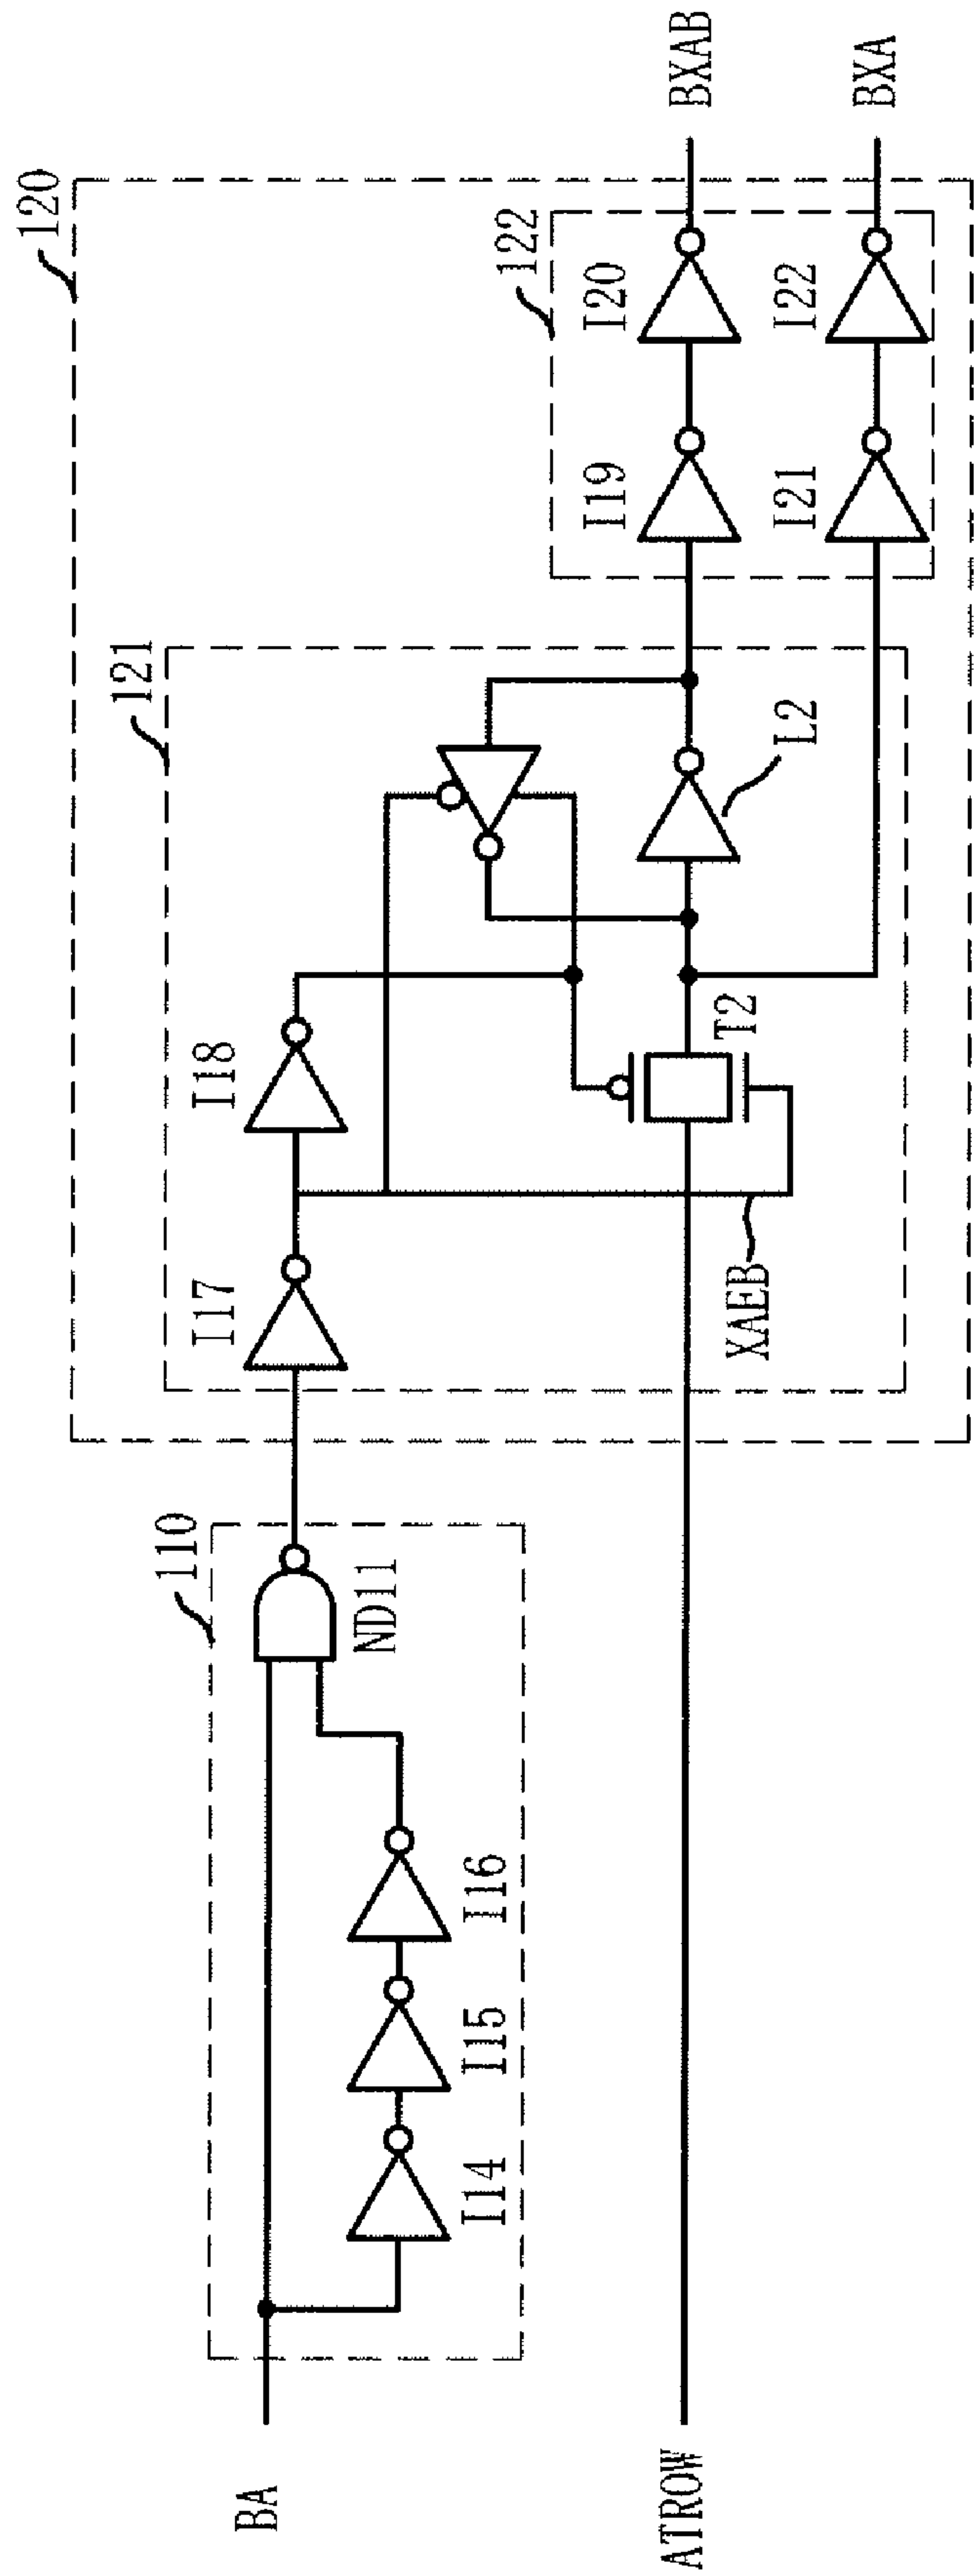 120
121
122
110
BA
ATROW
I14
I15
I16
ND11
I17
I18
XAEB
T2
L2
I19
I20
I21
I22
BXAB
BXA